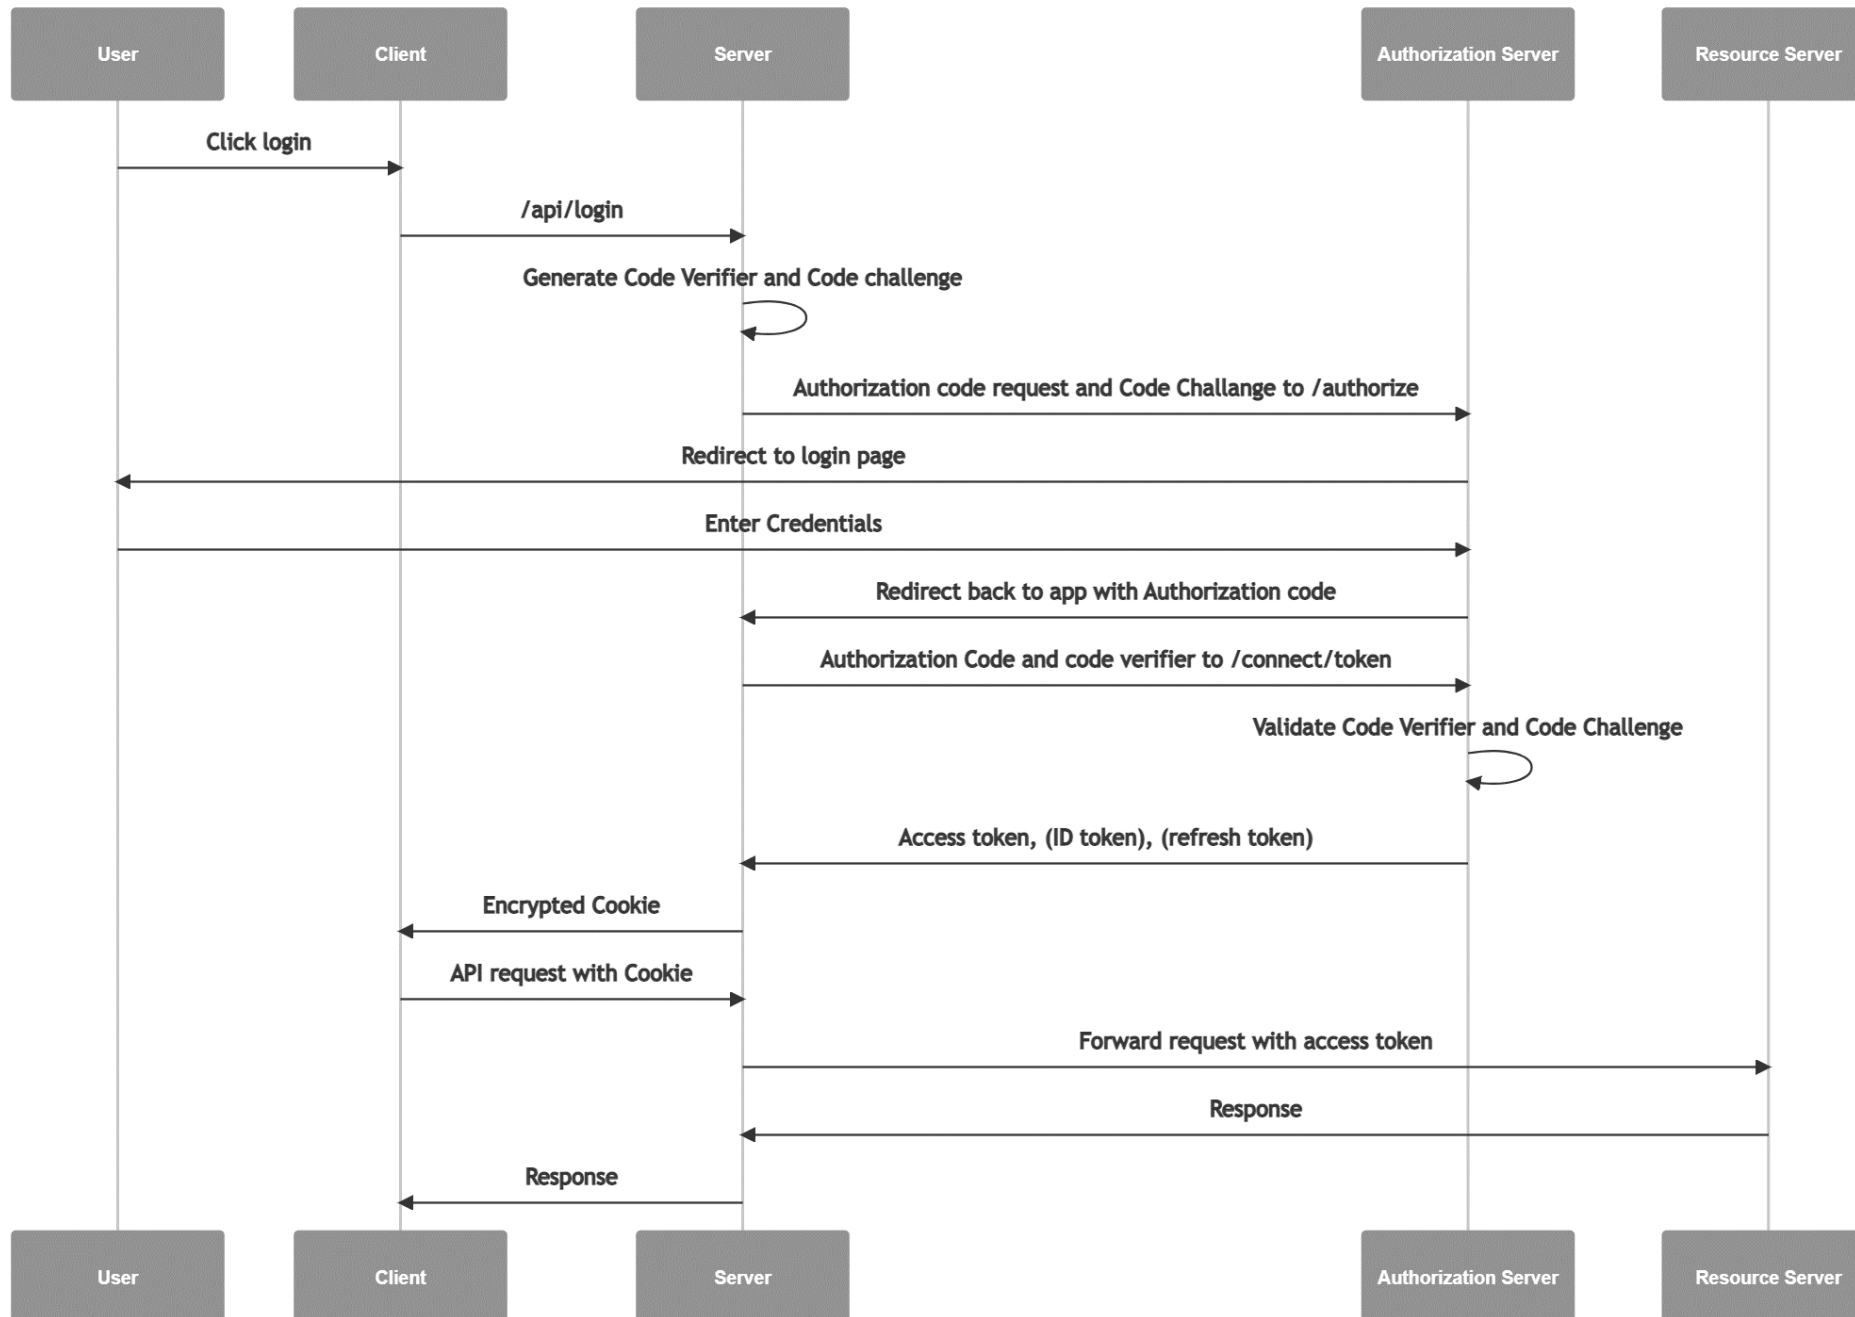 User
Client
Server
Authorization Server
Resource Server
Click login
/api/login
Generate Code Verifier and Code challenge
Authorization code request and Code Challange to /authorize
Redirect to login page
Enter Credentials
Redirect back to app with Authorization code
Authorization Code and code verifier to /connect/token
Validate Code Verifier and Code Challenge
Access token, (ID token), (refresh token)
Encrypted Cookie
API request with Cookie
Forward request with access token
Response
Response
User
Client
Server
Authorization Server
Resource Server